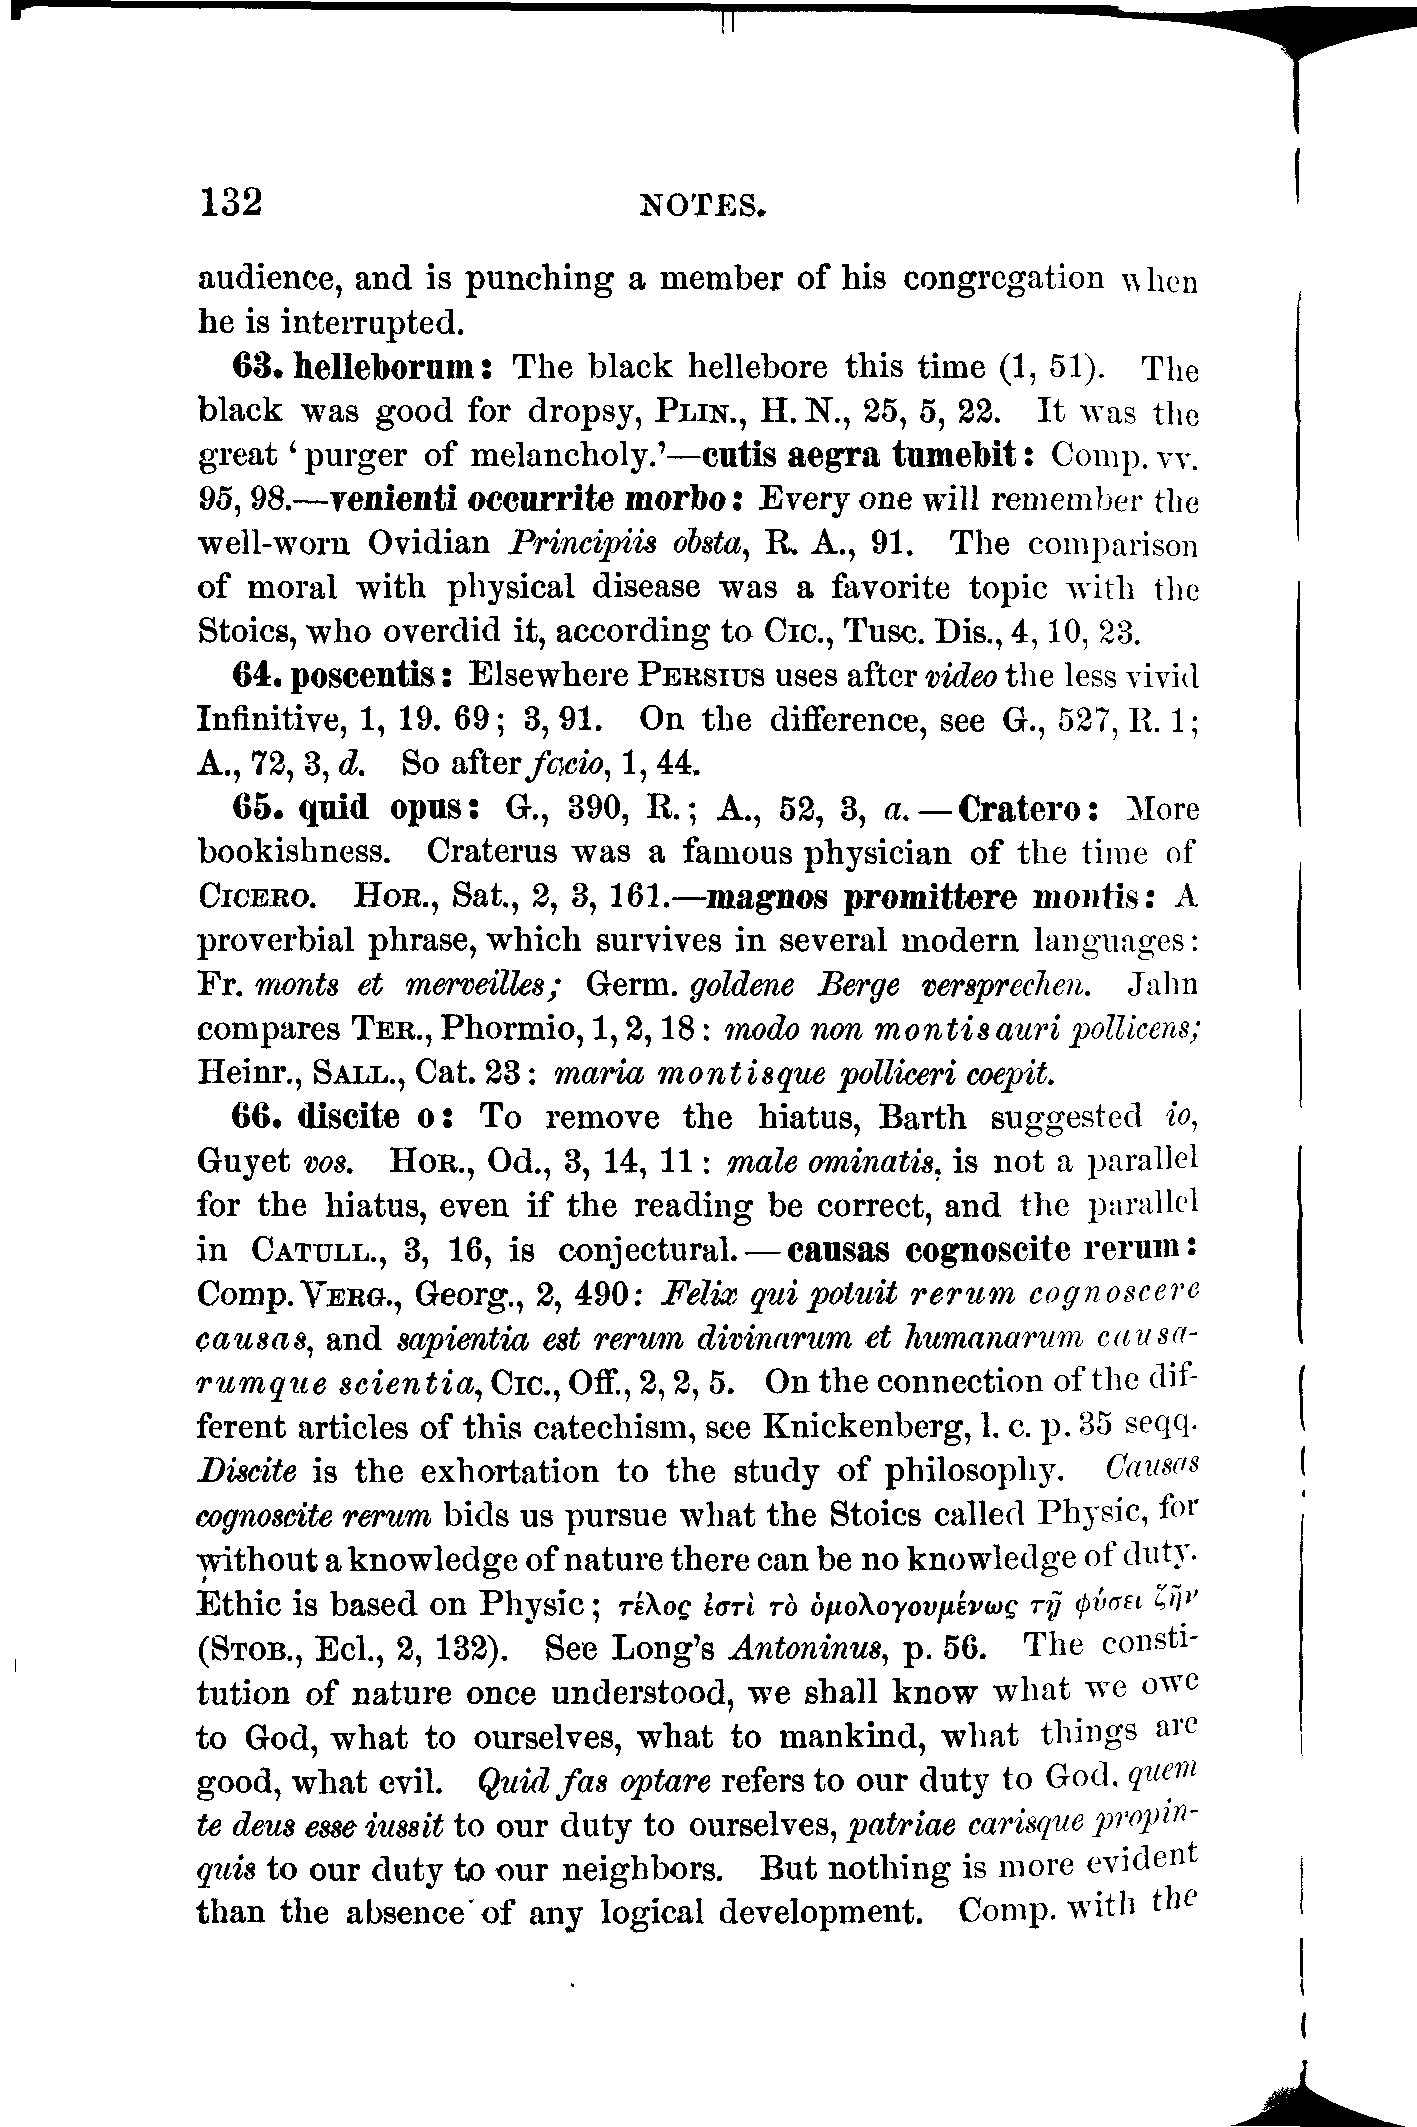 132 NOTES.
audience, and is punching a member of his congregation when
he is interrupted.
63. helleborum: The black hellebore this time (1, 51). The
black was good for dropsy, PLIN., H. N., 25, 5, 22. It was the
great ‘purger of melancholy.’—cutis aegra tumebit: Comp. vv.
95, 98.—venienti occurrite morbo: Every one will remember the
well-worn Ovidian Principiis obsta, R. A., 91. The comparison
of moral with physical disease was a favorite topic with the
Stoics, who overdid it, according to CIC., Tusc. Dis., 4, 10, 23.
64. poscentis: Elsewhere PERSIUS uses after video the less vivid
Infinitive, 1, 19. 69; 3, 91. On the difference, see G., 527, R. 1;
A., 72, 3, d. So after facio, 1, 44.
65. quid opus: G., 390, R.; A., 52, 3, a.—Cratero: More
bookishness. Craterus was a famous physician of the time of
CICERO. HOR., Sat., 2, 3, 161.—magnos promittere montis: A
proverbial phrase, which survives in several modern languages:
Fr. monts et merveilles; Germ. goldene Berge versprechen. Jahn
compares TER., Phormio, 1, 2, 18: modo non montis auri pollicens;
Heinr., SALL., Cat. 23: maria montisque polliceri coepit.
66. discite o: To remove the hiatus, Barth suggested io,
Guyet vos. HOR., Od., 3, 14, 11: male ominatis, is not a parallel
for the hiatus, even if the reading be correct, and the parallel
in CATULL., 3, 16, is conjectural.—causas cognoscite rerum:
Comp. VERG., Georg., 2, 490: Felix qui potuit rerum cognoscere
causas, and sapientia est rerum divinarum et humanarum causa-
rumque scientia, CIC., Off., 2, 2, 5. On the connection of the dif-
ferent articles of this catechism, see Knickenberg, l. c. p. 35 seqq.
Discite is the exhortation to the study of philosophy. Causas
cognoscite rerum bids us pursue what the Stoics called Physic, for
without a knowledge of nature there can be no knowledge of duty.
Ethic is based on Physic; τέλος ἐστὶ τὸ ὁμολογουμένως τῇ φύσει ζῆν
(STOB., Ecl., 2, 132). See Long's Antoninus, p. 56. The consti-
tution of nature once understood, we shall know what we owe
to God, what to ourselves, what to mankind, what things are
good, what evil. Quid fas optare refers to our duty to God, quem
te deus esse iussit to our duty to ourselves, patriae carisque propin-
quis to our duty to our neighbors. But nothing is more evident
than the absence of any logical development. Comp. with the